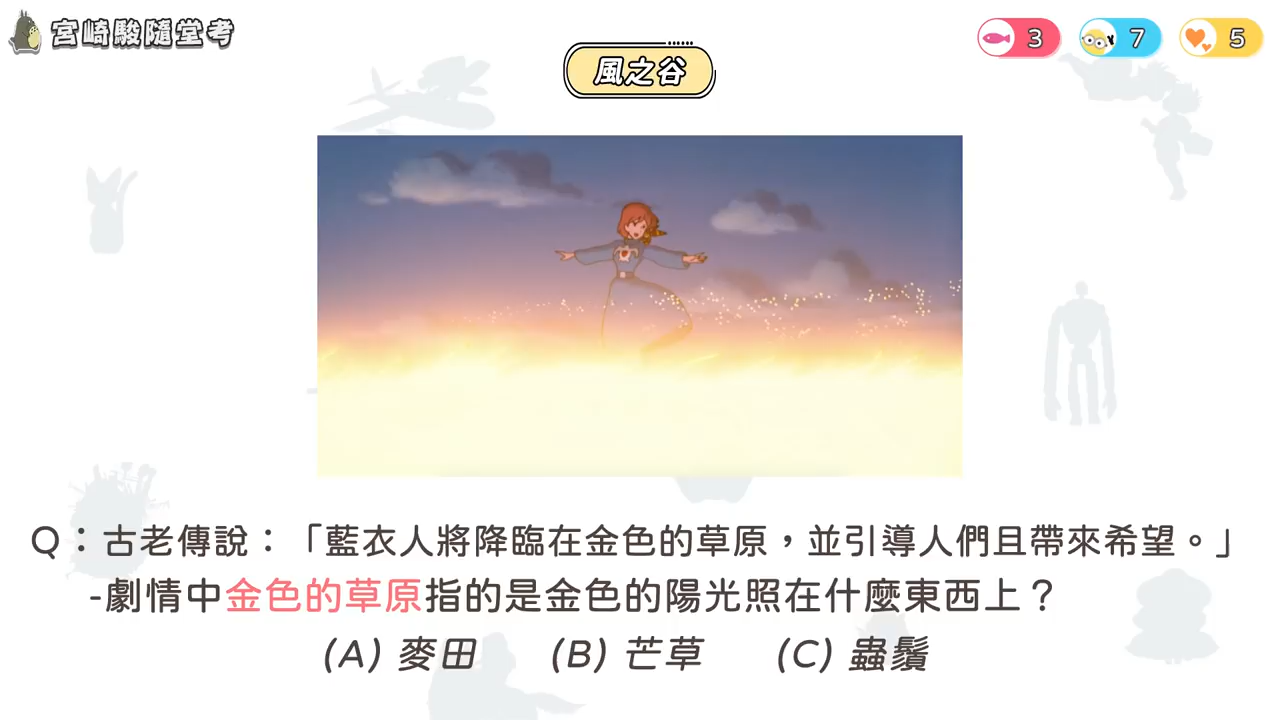 宮崎駿隨堂考
3
7
5
風之谷
Q：古老傳說：「藍衣人將降臨在金色的草原，並引導人們且帶來希望。」
-劇情中金色的草原指的是金色的陽光照在什麼東西上？
(A) 麥田 (B) 芒草 (C) 蟲鬚